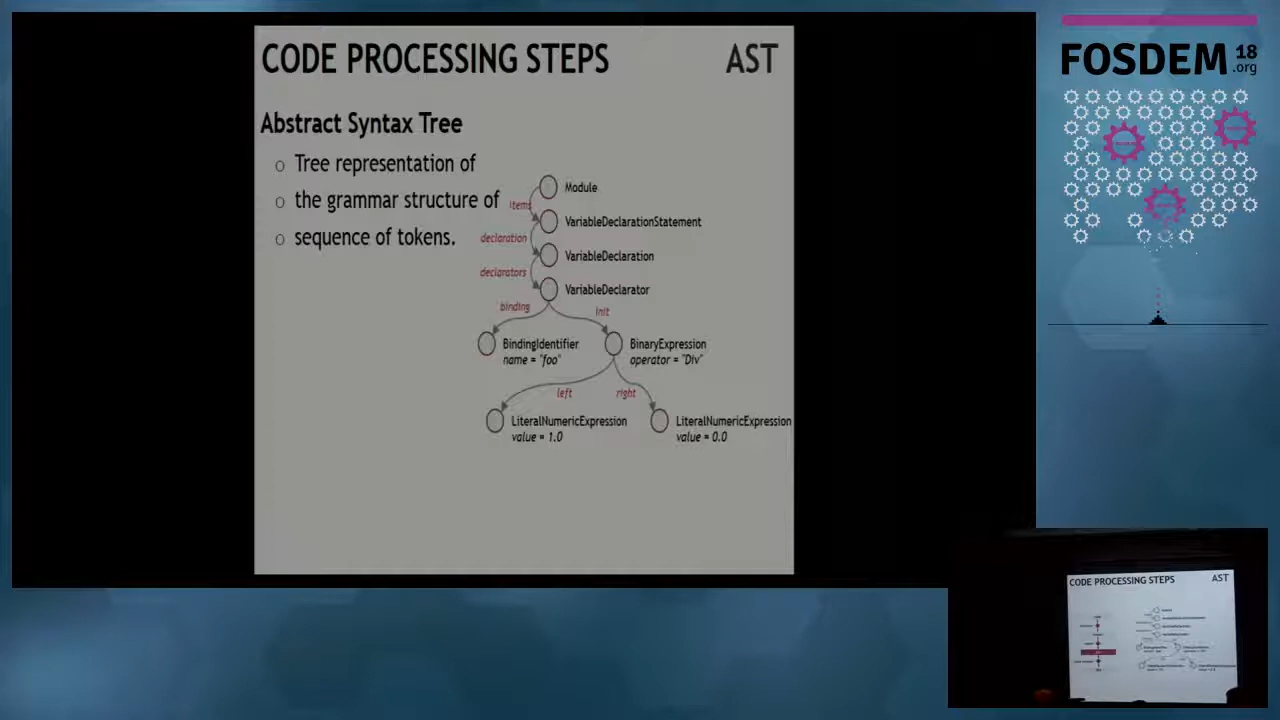 CODE PROCESSING STEPS
AST
Abstract Syntax Tree
o Tree representation of
o the grammar structure of
o sequence of tokens.
Module
items
VariableDeclarationStatement
declaration
VariableDeclaration
declarators
VariableDeclarator
binding
init
BindingIdentifier
name = "foo"
BinaryExpression
operator = "Div"
left
right
LiteralNumericExpression
value = 1.0
LiteralNumericExpression
value = 0.0
FOSDEM 18
.org
CODE PROCESSING STEPS
AST